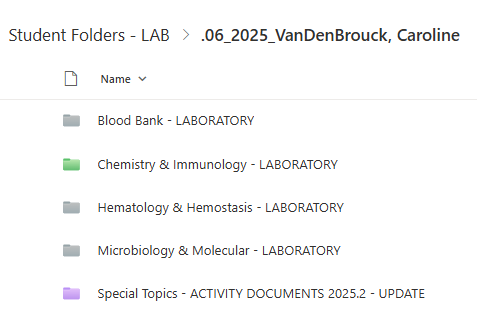 Student Folders - LAB > .06_2025_VanDenBrouck, Caroline
Name
Blood Bank - LABORATORY
Chemistry & Immunology - LABORATORY
Hematology & Hemostasis - LABORATORY
Microbiology & Molecular - LABORATORY
Special Topics - ACTIVITY DOCUMENTS 2025.2 - UPDATE